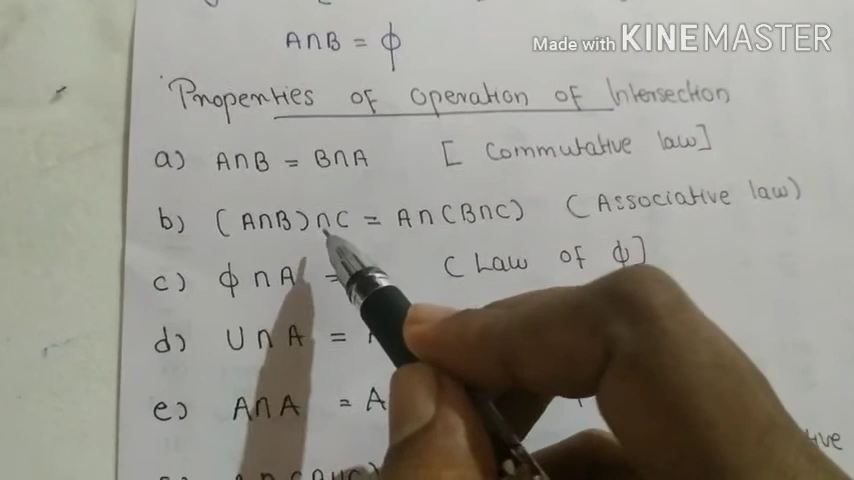 A∩B = ϕ
Made with KINEMASTER
Properties of Operation of Intersection
a) A∩B = B∩A [ Commutative law]
b) (A∩B)∩C = A∩(B∩C) (Associative law)
c) ϕ∩A = ( Law of ϕ]
d) U∩A =
e) A∩A = A